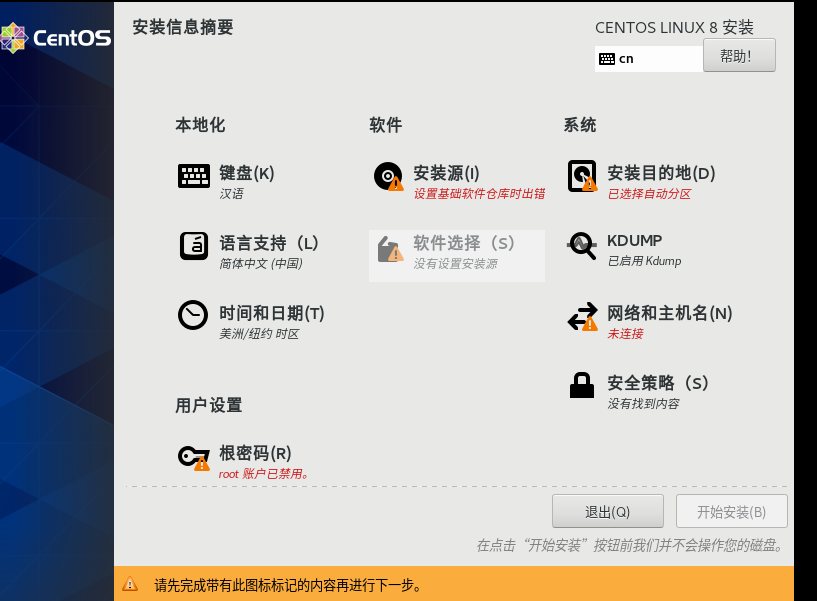 CentOS
安装信息摘要
CENTOS LINUX 8 安装
cn
帮助!
本地化
软件
系统
键盘(K)
汉语
安装源(I)
设置基础软件仓库时出错
安装目的地(D)
已选择自动分区
语言支持（L）
简体中文 (中国)
软件选择（S）
没有设置安装源
KDUMP
已启用 Kdump
时间和日期(T)
美洲/纽约 时区
网络和主机名(N)
未连接
安全策略（S）
没有找到内容
用户设置
根密码(R)
root 账户已禁用。
退出(Q)
开始安装(B)
在点击“开始安装”按钮前我们并不会操作您的磁盘。
请先完成带有此图标标记的内容再进行下一步。